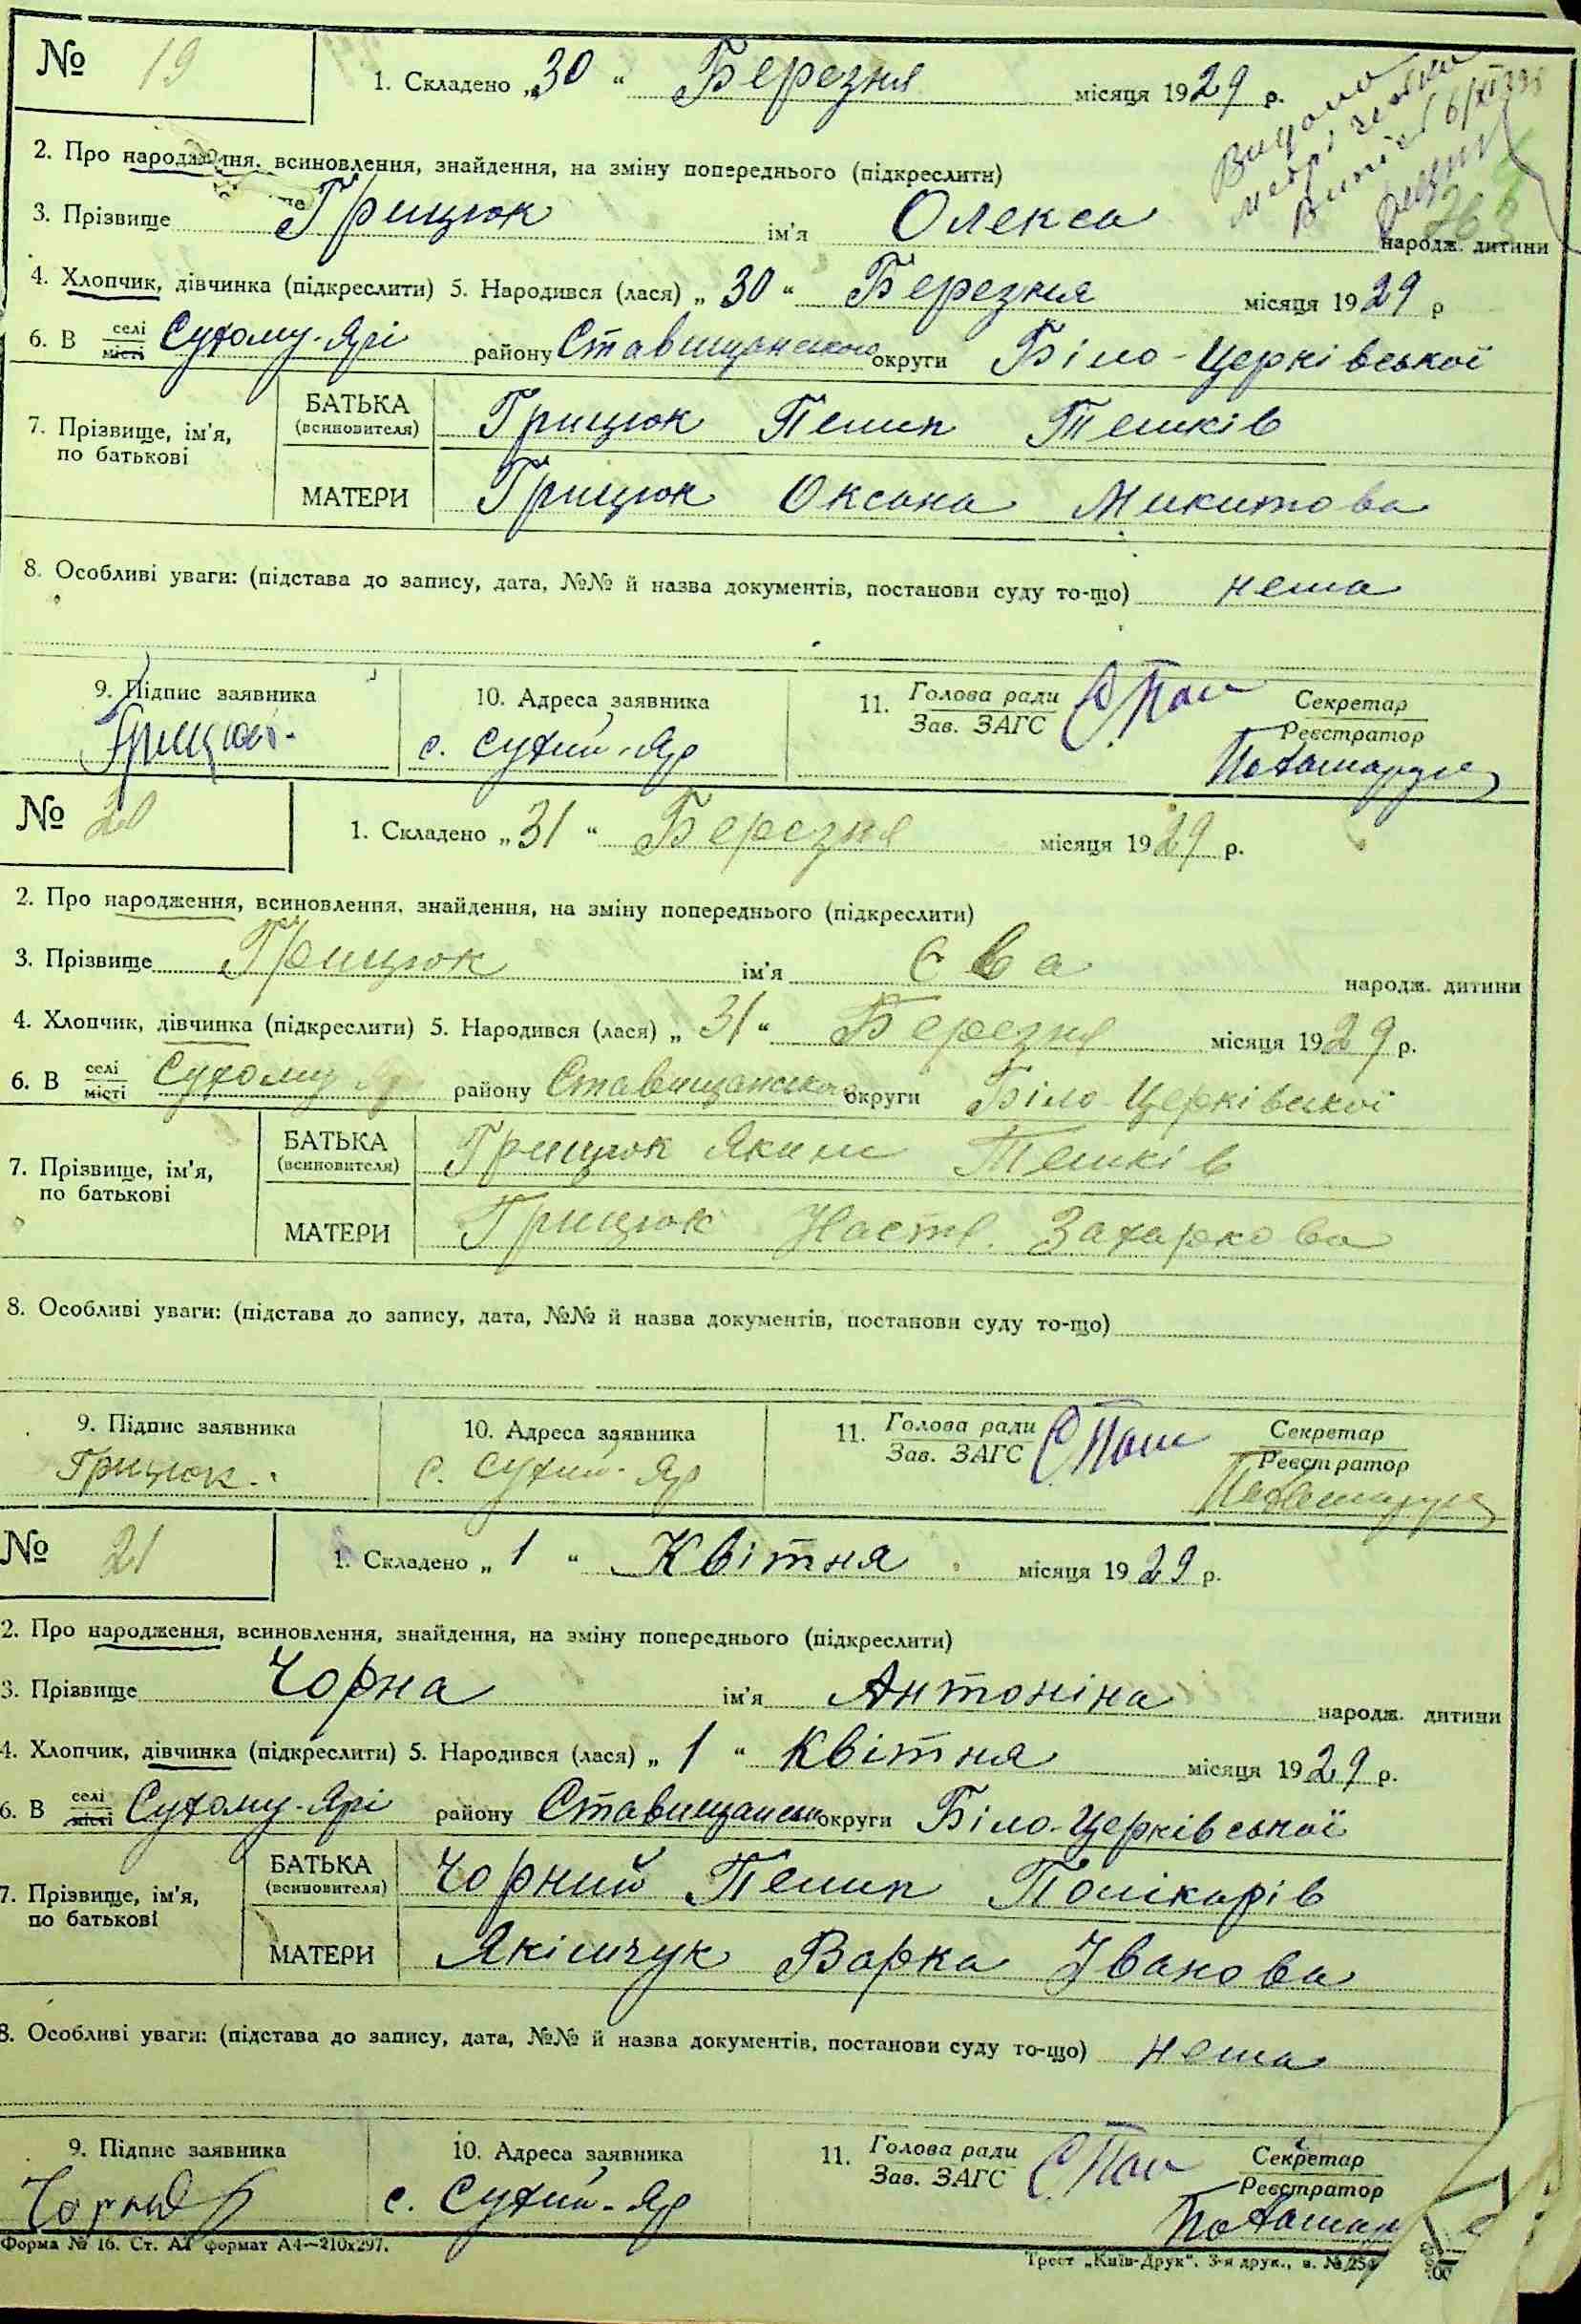 № 19
1. Складено „30“ Березня місяця 1929 р.
Видано
2. Про народження, всиновлення, знайдення, на зміну попереднього (підкреслити)
3. Прізвище Грицюк ім'я Олекса народж. дитини
4. Хлопчик, дівчинка (підкреслити) 5. Народився (лася) „30“ Березня місяця 1929 р
6. В селі місті Сухому-Ярі району Ставищанського округи Біло-Церківської
7. Прізвище, ім'я, по батькові
БАТЬКА (всиновителя) Грицюк Пилип Тимків
МАТЕРИ Грицюк Оксана Микитова
8. Особливі уваги: (підстава до запису, дата, №№ й назва документів, постанови суду то-що) нема
9. Підпис заявника 10. Адреса заявника 11. Голова ради Зав. ЗАГС Секретар Реєстратор
Грицюк. с. Сухий-Яр
№ 20
1. Складено „31“ Березня місяця 1929 р.
2. Про народження, всиновлення, знайдення, на зміну попереднього (підкреслити)
3. Прізвище Грицюк ім'я Єва народж. дитини
4. Хлопчик, дівчинка (підкреслити) 5. Народився (лася) „31“ Березня місяця 1929 р.
6. В селі місті Сухому Яр району Ставищанського округи Біло-Церківської
7. Прізвище, ім'я, по батькові
БАТЬКА (всиновителя) Грицюк Яким Тимків
МАТЕРИ Грицюк Настя. Захаркова
8. Особливі уваги: (підстава до запису, дата, №№ й назва документів, постанови суду то-що)
9. Підпис заявника 10. Адреса заявника 11. Голова ради Зав. ЗАГС Секретар Реєстратор
Грицюк. с. Сухий-Яр
№ 21
1. Складено „1“ Квітня місяця 1929 р.
2. Про народження, всиновлення, знайдення, на зміну попереднього (підкреслити)
3. Прізвище Чорна ім'я Антоніна народж. дитини
4. Хлопчик, дівчинка (підкреслити) 5. Народився (лася) „1“ Квітня місяця 1929 р.
6. В селі місті Сухому-Ярі району Ставищанськ округи Біло-Церківської
7. Прізвище, ім'я, по батькові
БАТЬКА (всиновителя) Чорний Пилип Полікарів
МАТЕРИ Якімчук Варка Іванова
8. Особливі уваги: (підстава до запису, дата, №№ й назва документів, постанови суду то-що) нема
9. Підпис заявника 10. Адреса заявника 11. Голова ради Зав. ЗАГС Секретар Реєстратор
с. Сухий-Яр
Форма № 16. Ст. А4 формат А4—210x297.
Трест „Київ-Друк“. 3-я друк., з. №